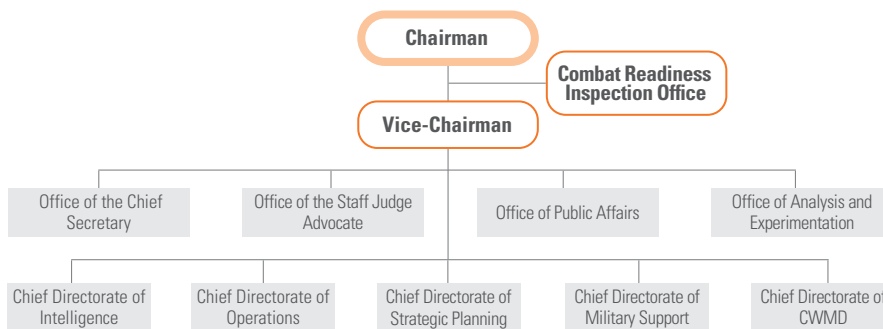 Chairman
Combat Readiness
Inspection Office
Vice-Chairman
Office of the Chief
Secretary
Office of the Staff Judge
Advocate
Office of Public Affairs
Office of Analysis and
Experimentation
Chief Directorate of
Intelligence
Chief Directorate of
Operations
Chief Directorate of
Strategic Planning
Chief Directorate of
Military Support
Chief Directorate of
CWMD